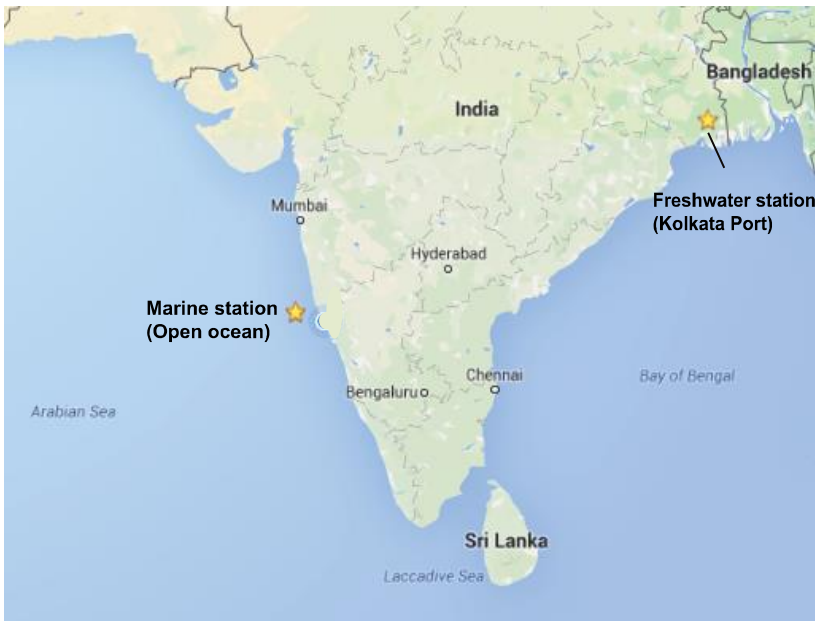 Bangladesh
India
Freshwater station
(Kolkata Port)
Mumbai
Hyderabad
Marine station
(Open ocean)
Chennai
Bay of Bengal
Bengaluru
Arabian Sea
Sri Lanka
Laccadive Sea